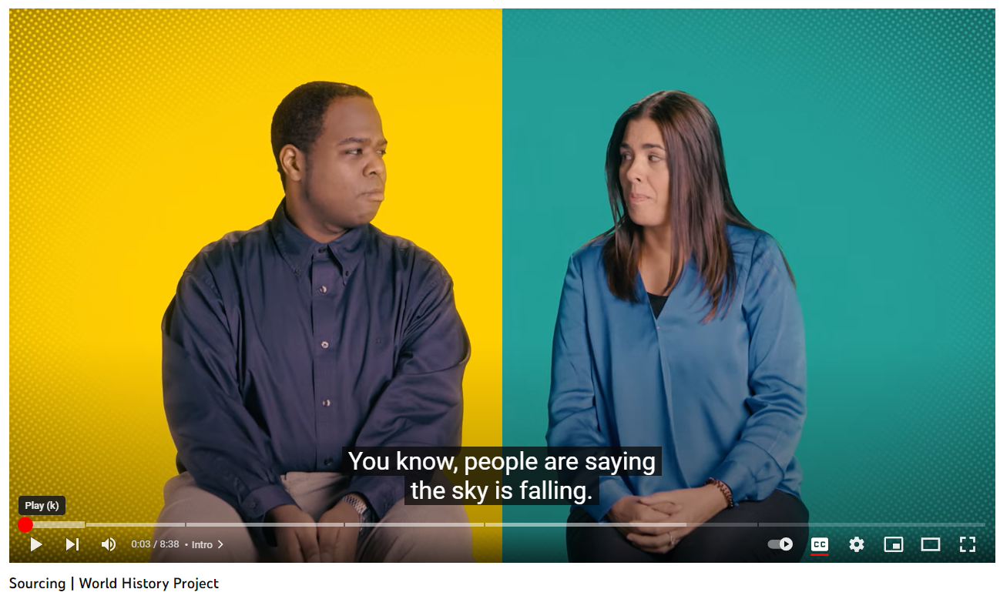 You know, people are saying
the sky is falling.
Play (k)
0:03 / 8:38 • Intro
CC
Sourcing | World History Project